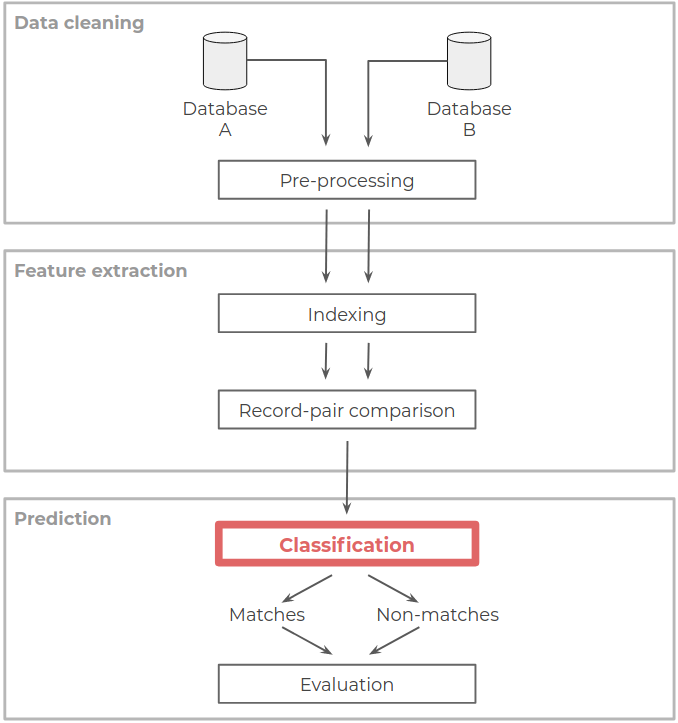 Data cleaning
Database
A
Database
B
Pre-processing
Feature extraction
Indexing
Record-pair comparison
Prediction
Classification
Matches
Non-matches
Evaluation